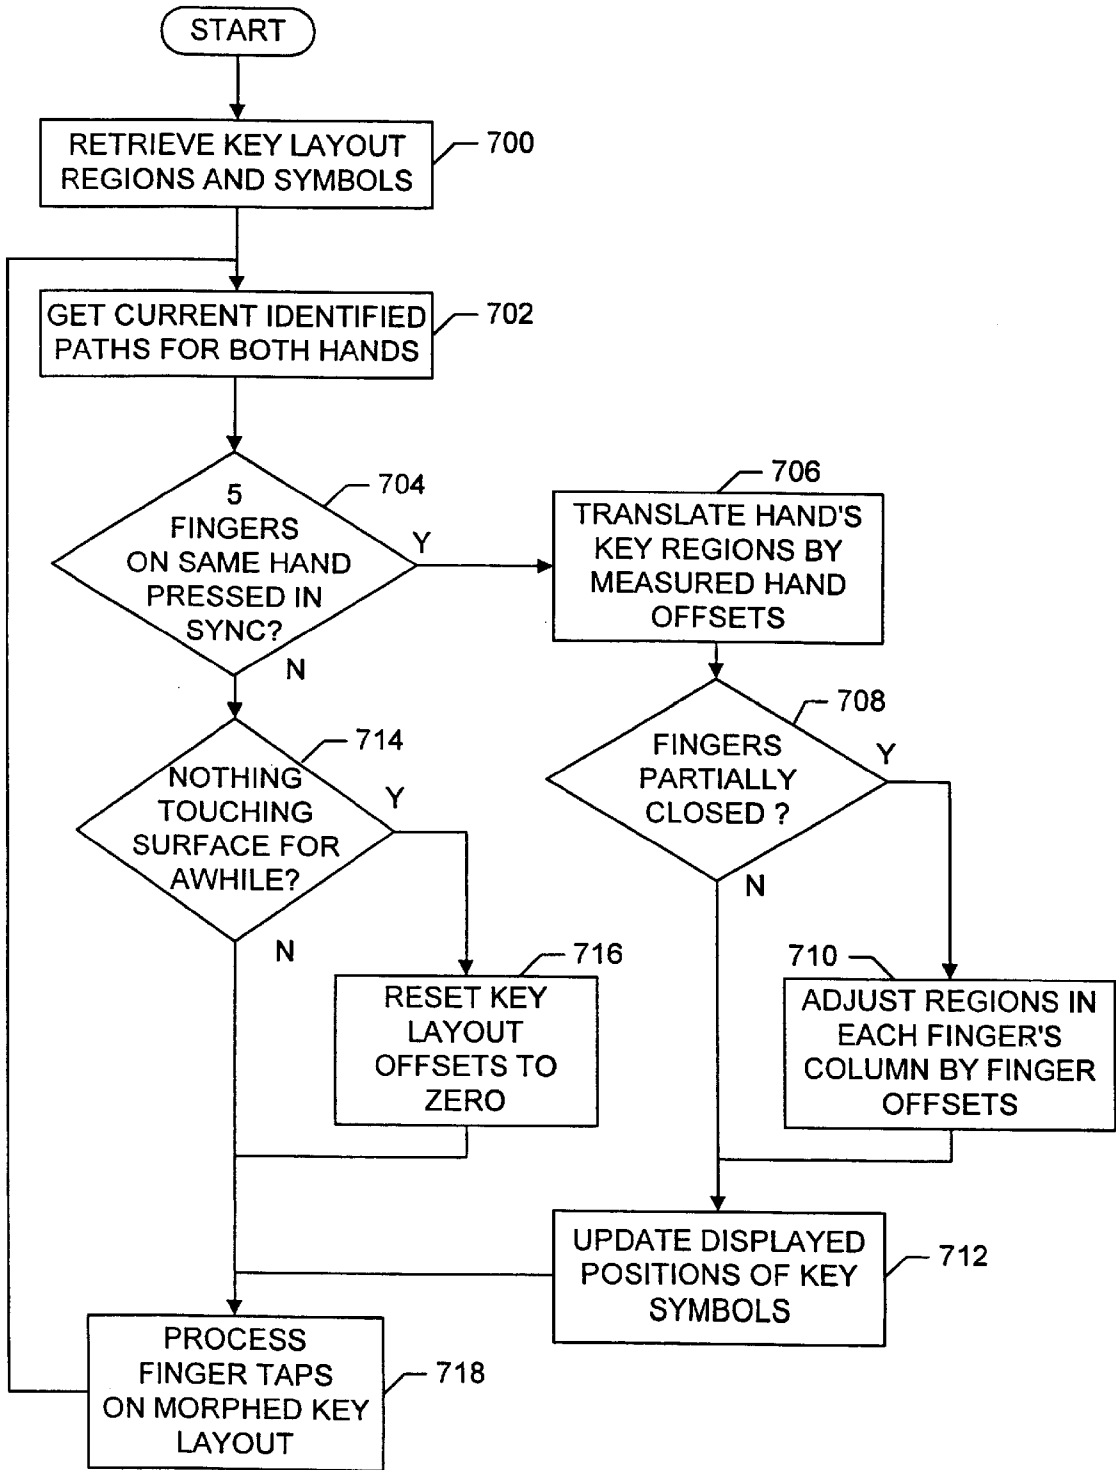 START
RETRIEVE KEY LAYOUT
REGIONS AND SYMBOLS
700
GET CURRENT IDENTIFIED
PATHS FOR BOTH HANDS
702
5
FINGERS
ON SAME HAND
PRESSED IN
SYNC?
704
Y
N
706
TRANSLATE HAND'S
KEY REGIONS BY
MEASURED HAND
OFFSETS
708
FINGERS
PARTIALLY
CLOSED ?
Y
N
714
NOTHING
TOUCHING
SURFACE FOR
AWHILE?
Y
N
716
RESET KEY
LAYOUT
OFFSETS TO
ZERO
710
ADJUST REGIONS IN
EACH FINGER'S
COLUMN BY FINGER
OFFSETS
UPDATE DISPLAYED
POSITIONS OF KEY
SYMBOLS
712
PROCESS
FINGER TAPS
ON MORPHED KEY
LAYOUT
718